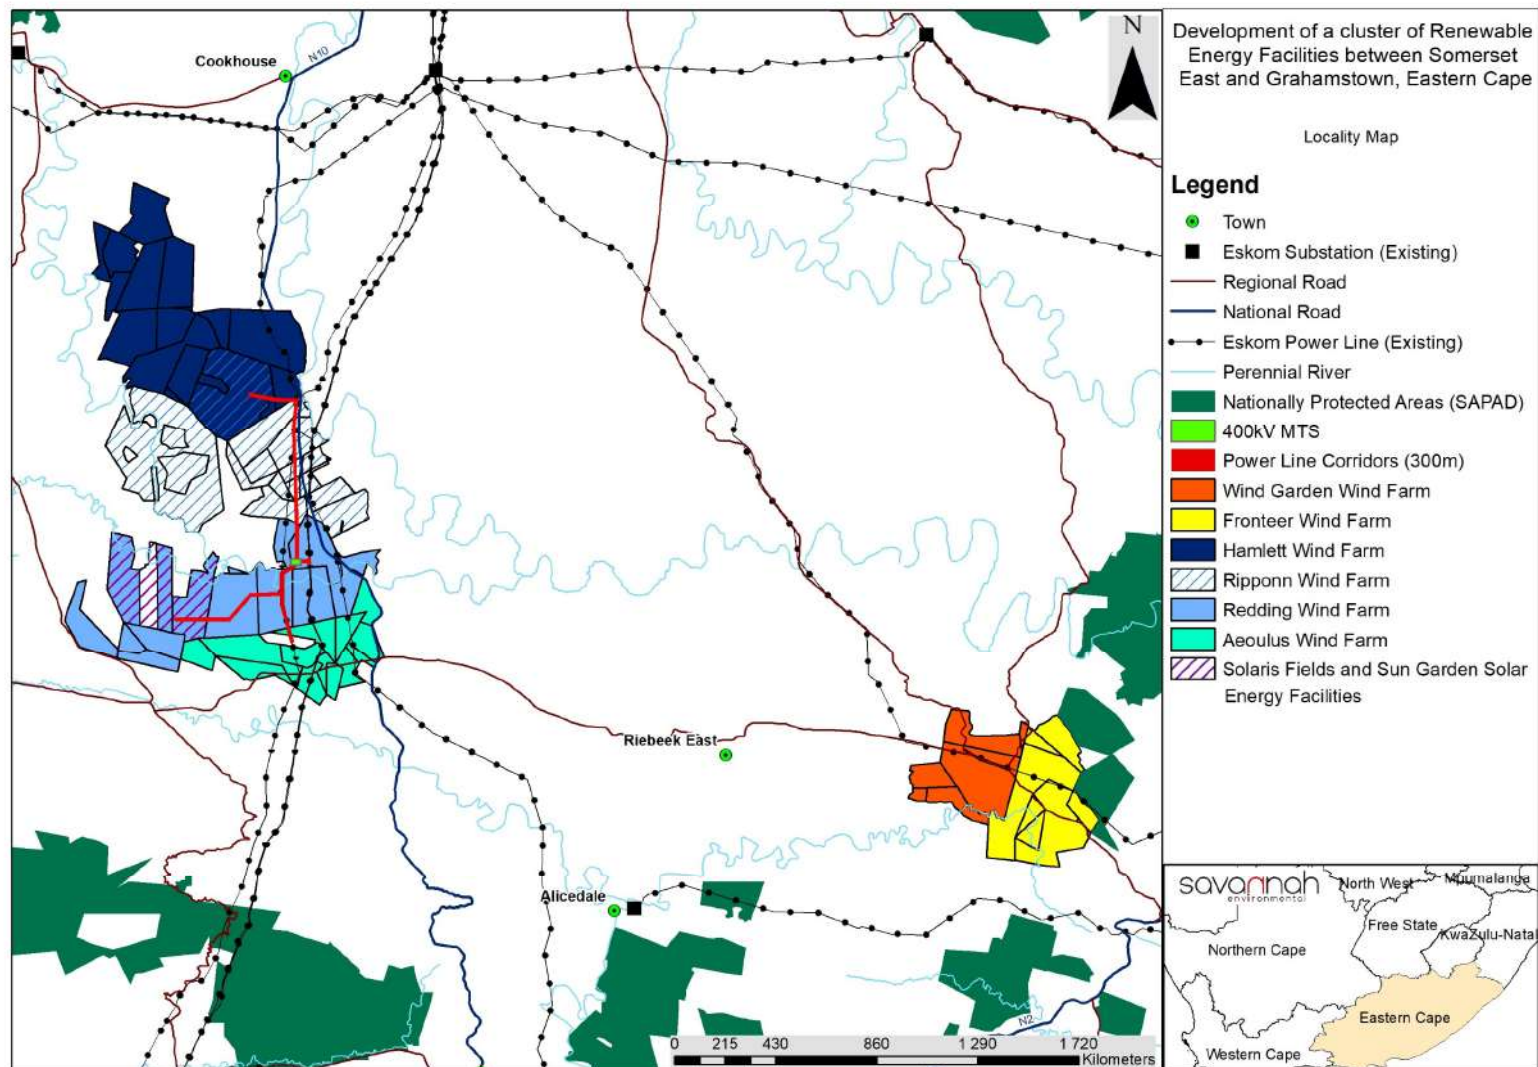 Cookhouse
N10
N
Riebeek East
Alicedale
N2
0 215 430 860 1 290 1 720
Kilometers
Development of a cluster of Renewable
Energy Facilities between Somerset
East and Grahamstown, Eastern Cape
Locality Map
Legend
Town
Eskom Substation (Existing)
Regional Road
National Road
Eskom Power Line (Existing)
Perennial River
Nationally Protected Areas (SAPAD)
400kV MTS
Power Line Corridors (300m)
Wind Garden Wind Farm
Fronteer Wind Farm
Hamlett Wind Farm
Ripponn Wind Farm
Redding Wind Farm
Aeoulus Wind Farm
Solaris Fields and Sun Garden Solar
Energy Facilities
savannah
environmental
North West
Mpumalanga
Free State
KwaZulu-Natal
Northern Cape
Eastern Cape
Western Cape